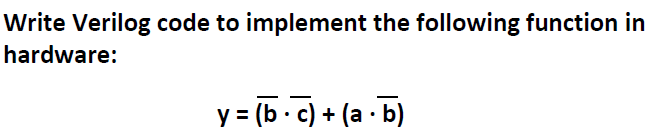 Write Verilog code to implement the following function in
hardware:
y = (b̅ · c̅) + (a · b̅)